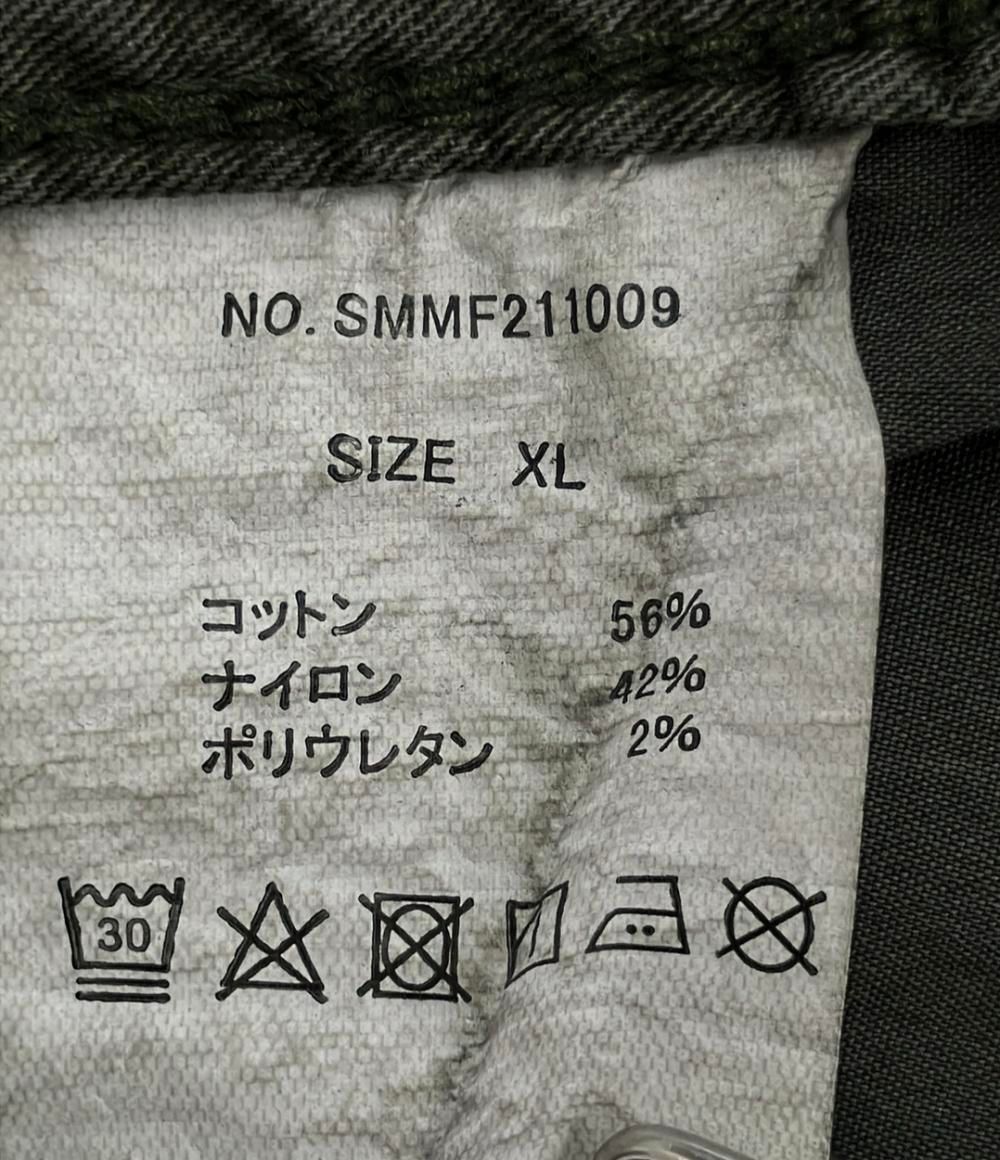 NO. SMMF211009
SIZE XL
コットン 56%
ナイロン 42%
ポリウレタン 2%
30